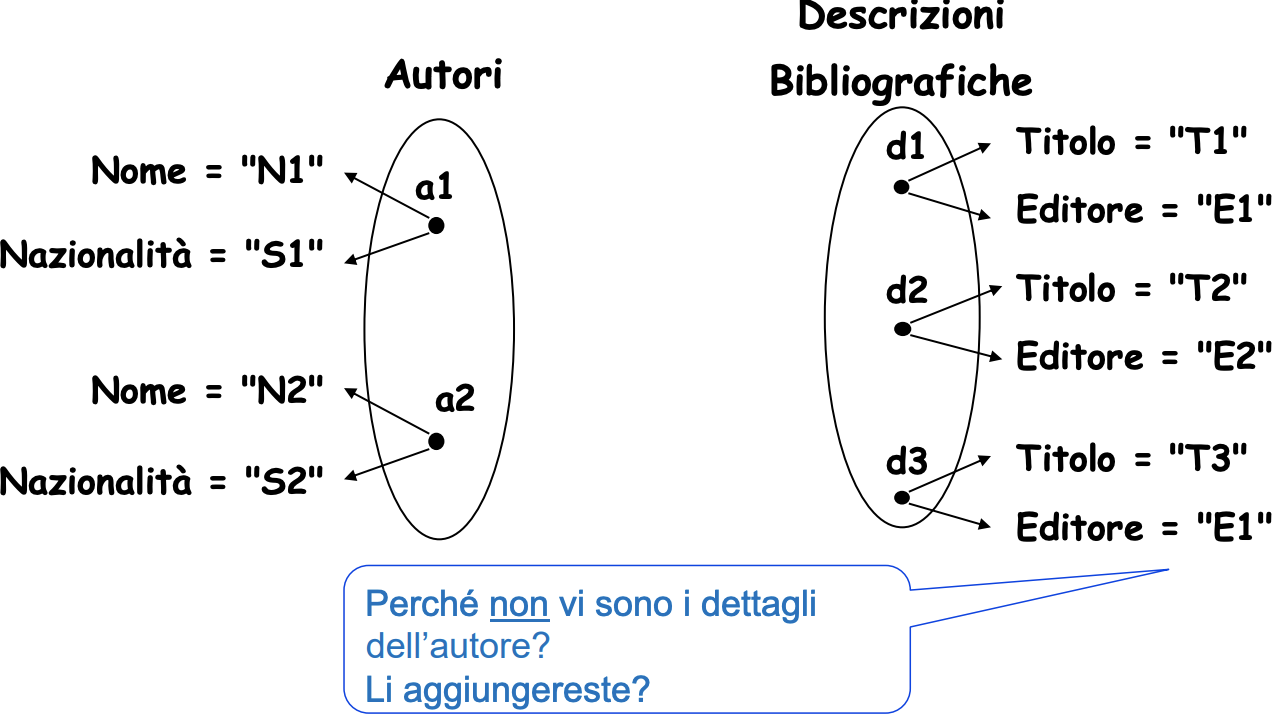 Descrizioni
Bibliografiche
Autori
Nome = "N1"
a1
Nazionalità = "S1"
Nome = "N2"
a2
Nazionalità = "S2"
d1
Titolo = "T1"
Editore = "E1"
d2
Titolo = "T2"
Editore = "E2"
d3
Titolo = "T3"
Editore = "E1"
Perché non vi sono i dettagli
dell’autore?
Li aggiungereste?